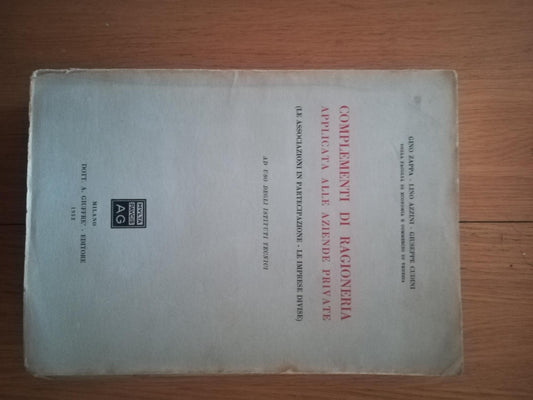 GINO ZAPPA - LINO AZZINI - GIUSEPPE CUDINI
DELLA FACOLTÀ DI ECONOMIA E COMMERCIO DI VENEZIA
COMPLEMENTI DI RAGIONERIA
APPLICATA ALLE AZIENDE PRIVATE
(LE ASSOCIAZIONI IN PARTECIPAZIONE - LE IMPRESE DIVISE)
AD USO DEGLI ISTITUTI TECNICI
AG
MILANO
DOTT. A. GIUFFRÈ - EDITORE